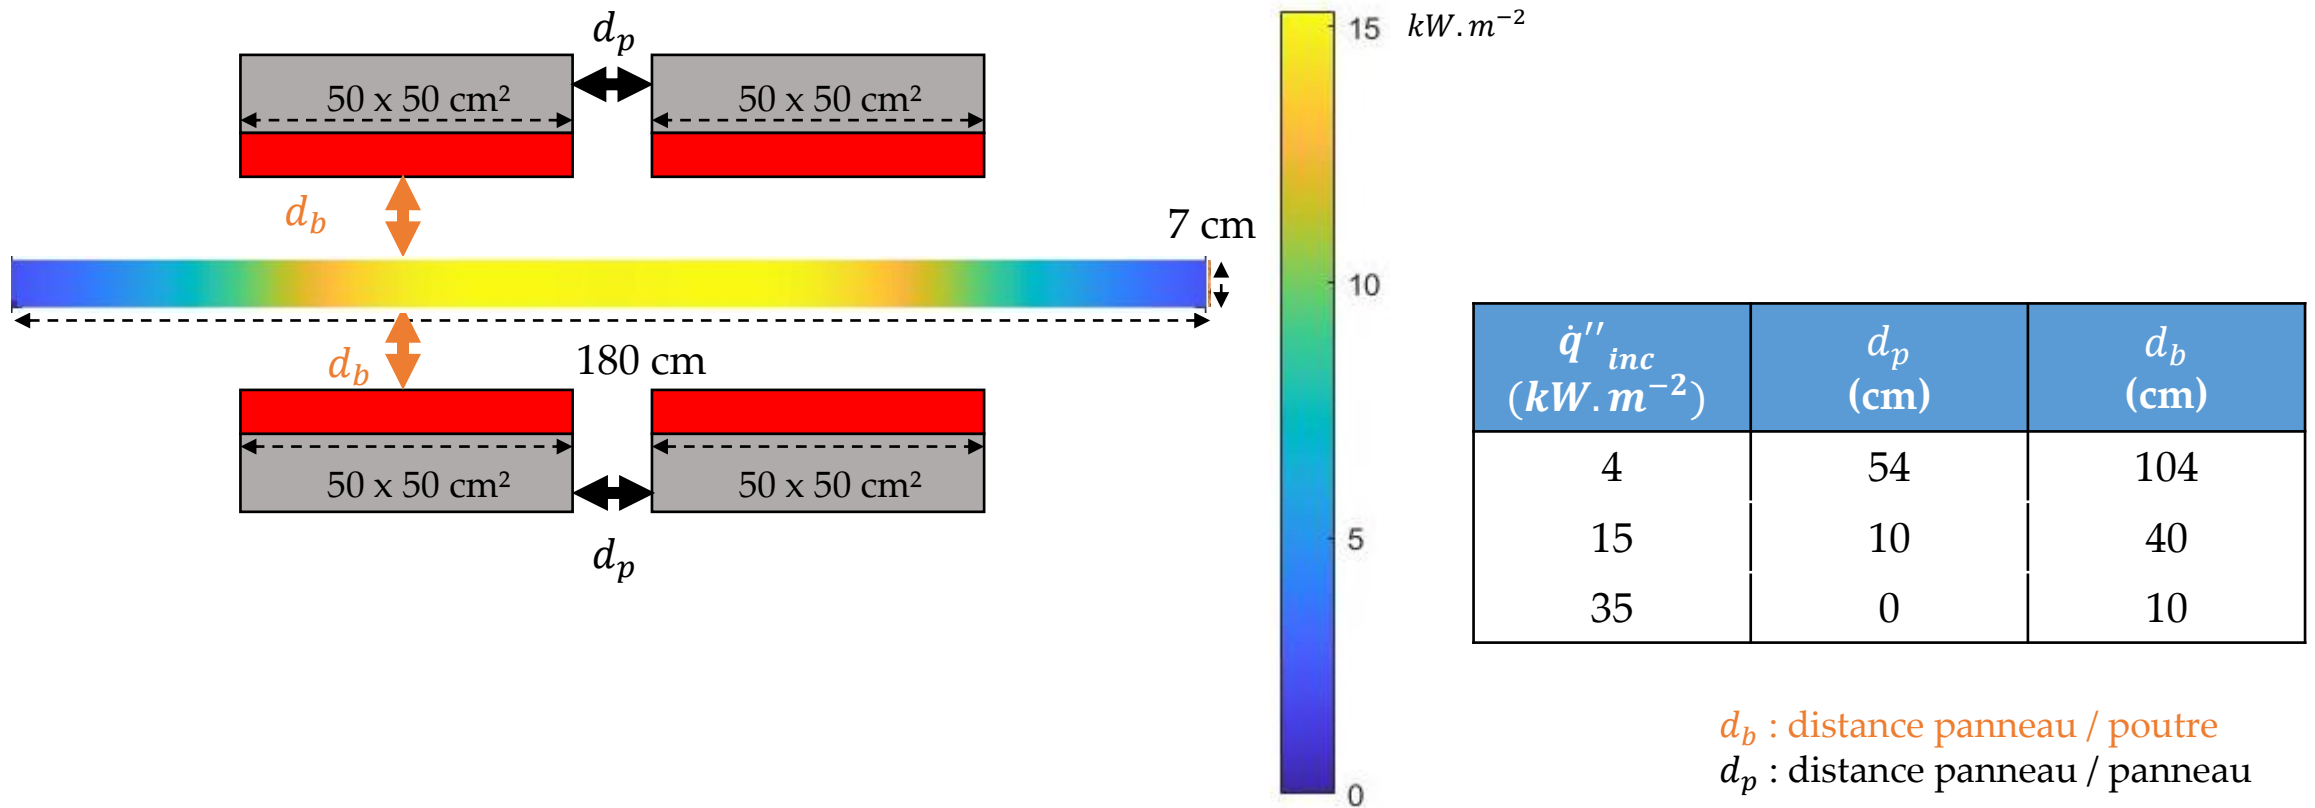 d_p
50 x 50 cm²
50 x 50 cm²
d_b
7 cm
d_b
180 cm
50 x 50 cm²
50 x 50 cm²
d_p
15 kW.m⁻²
10
5
0
q̇″inc (kW.m⁻²) d_p (cm) d_b (cm)
4 54 104
15 10 40
35 0 10
d_b : distance panneau / poutre
d_p : distance panneau / panneau